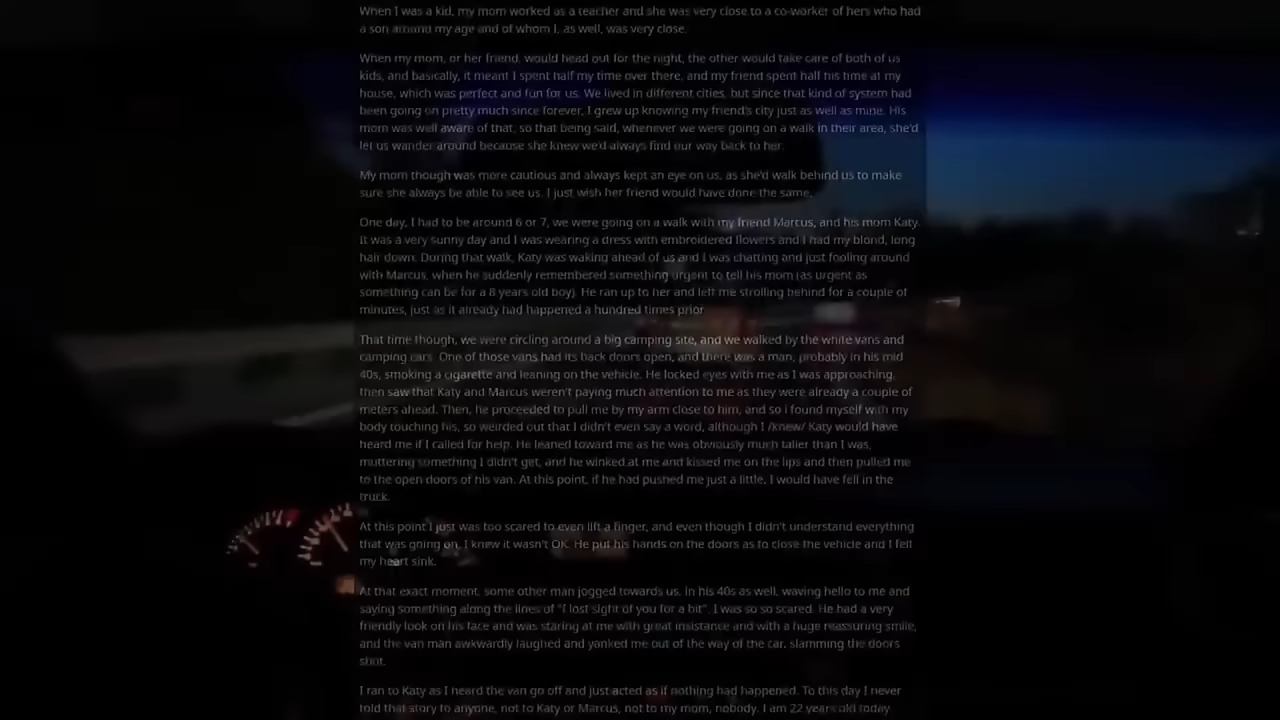 When I was a kid, my mom worked as a teacher and she was very close to a co-worker of hers who had
a son around my age and of whom I, as well, was very close.
When my mom, or her friend, would head out for the night, the other would take care of both of us
kids, and basically, it meant I spent half my time over there, and my friend spent half his time at my
house, which was perfect and fun for us. We lived in different cities, but since that kind of system had
been going on pretty much since forever, I grew up knowing my friend's city just as well as mine. His
mom was well aware of that, so that being said, whenever we were going on a walk in their area, she'd
let us wander around because she knew we'd always find our way back to her.
My mom though was more cautious and always kept an eye on us, as she'd walk behind us to make
sure she always be able to see us. I just wish her friend would have done the same.
One day, I had to be around 6 or 7, we were going on a walk with my friend Marcus, and his mom Katy.
It was a very sunny day and I was wearing a dress with embroidered flowers and I had my blond, long
hair down. During that walk, Katy was waking ahead of us and I was chatting and just fooling around
with Marcus, when he suddenly remembered something urgent to tell his mom (as urgent as
something can be for a 8 years old boy). He ran up to her and left me strolling behind for a couple of
minutes, just as it already had happened a hundred times prior
That time though, we were circling around a big camping site, and we walked by the white vans and
camping cars. One of those vans had its back doors open, and there was a man, probably in his mid
40s, smoking a cigarette and leaning on the vehicle. He locked eyes with me as I was approaching,
then saw that Katy and Marcus weren't paying much attention to me as they were already a couple of
meters ahead. Then, he proceeded to pull me by my arm close to him, and so i found myself with my
body touching his, so weirded out that I didn't even say a word, although I /knew/ Katy would have
heard me if I called for help. He leaned toward me as he was obviously much taller than I was,
muttering something I didn't get, and he winked at me and kissed me on the lips and then pulled me
to the open doors of his van. At this point, if he had pushed me just a little, I would have fell in the
truck.
At this point I just was too scared to even lift a finger, and even though I didn't understand everything
that was going on, I knew it wasn't OK. He put his hands on the doors as to close the vehicle and I fell
my heart sink.
At that exact moment, some other man jogged towards us, in his 40s as well, waving hello to me and
saying something along the lines of "I lost sight of you for a bit". I was so so scared. He had a very
friendly look on his face and was staring at me with great insistance and with a huge reassuring smile,
and the van man awkwardly laughed and yanked me out of the way of the car, slamming the doors
shot.
I ran to Katy as I heard the van go off and just acted as if nothing had happened. To this day I never
told that story to anyone, not to Katy or Marcus, not to my mom, nobody. I am 22 years old today